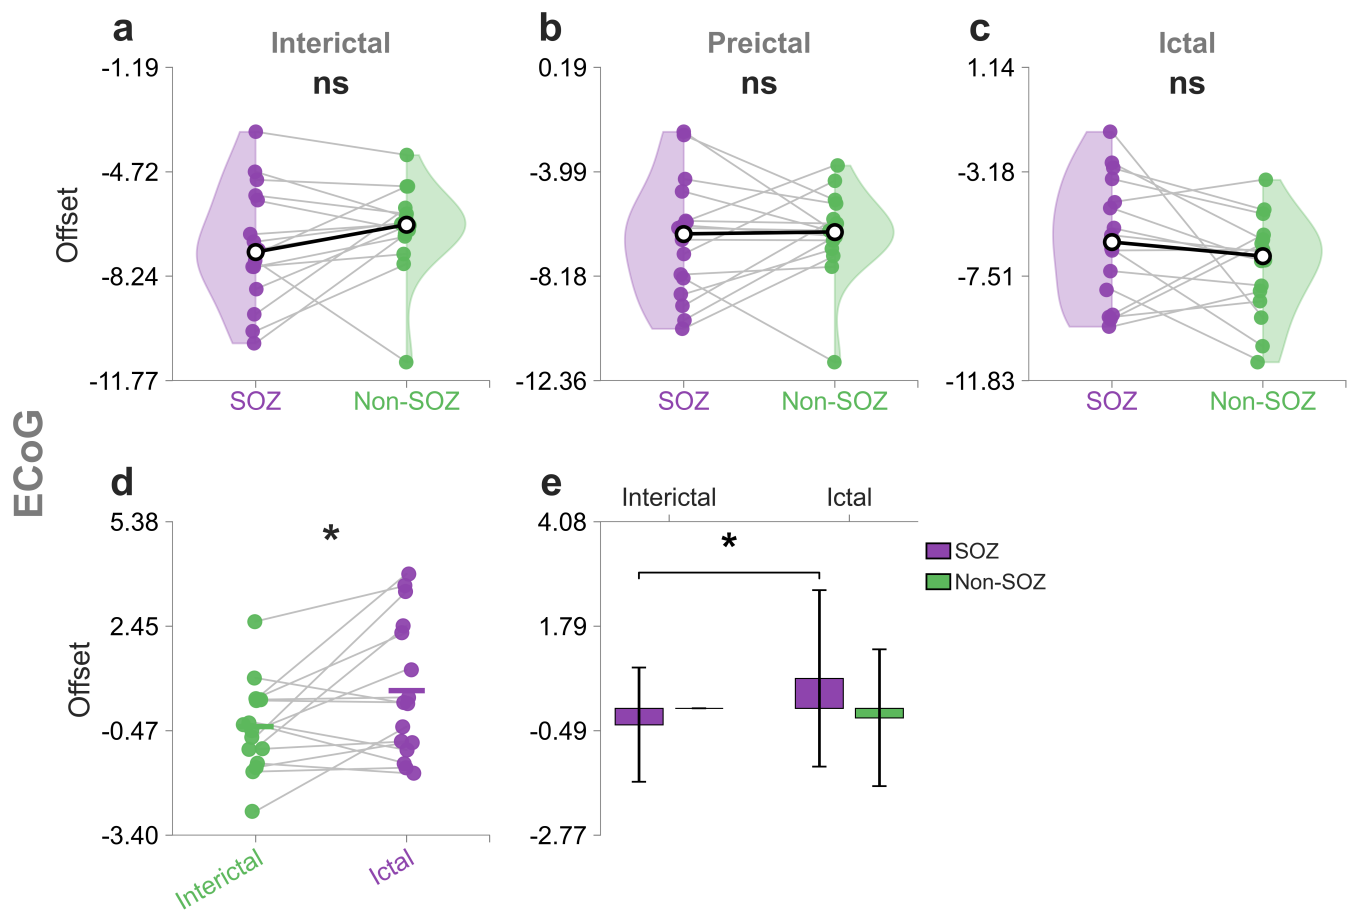 a
Interictal
ns
-1.19
-4.72
-8.24
-11.77
Offset
SOZ
Non-SOZ
b
Preictal
ns
0.19
-3.99
-8.18
-12.36
SOZ
Non-SOZ
c
Ictal
ns
1.14
-3.18
-7.51
-11.83
SOZ
Non-SOZ
ECoG
d
*
5.38
2.45
-0.47
-3.40
Offset
Interictal
Ictal
e
Interictal
Ictal
4.08
1.79
-0.49
-2.77
*
SOZ
Non-SOZ